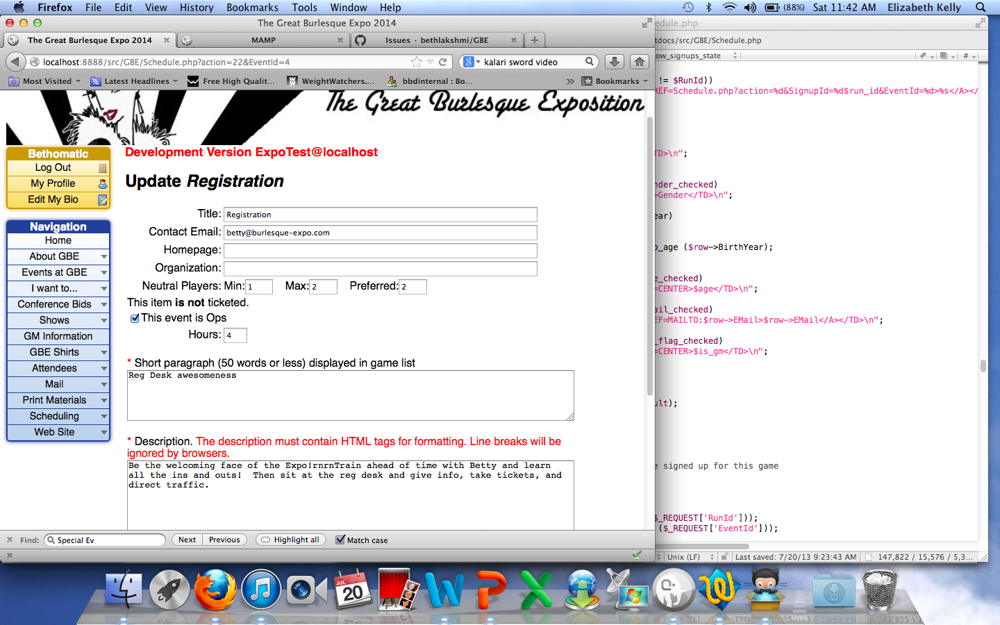 Firefox File Edit View History Bookmarks Tools Window Help (88%) Sat 11:42 AM Elizabeth Kelly
The Great Burlesque Expo 2014
edule.php
The Great Burlesque Expo 2014 MAMP Issues · bethlakshmi/GBE
tdocs/src/GBE/Schedule.php
localhost:8888/src/GBE/Schedule.php?action=22&EventId=4 kalari sword video
ow_signups_state #
Most Visited Latest Headlines Free High Qualit... WeightWatchers.... bbdinternal : Bo... Bookmarks
The Great Burlesque Exposition
Development Version ExpoTest@localhost
Bethomatic
Log Out
My Profile
Edit My Bio
Navigation
Home
About GBE
Events at GBE
I want to...
Conference Bids
Shows
GM Information
GBE Shirts
Attendees
Mail
Print Materials
Scheduling
Web Site
Update Registration
Title: Registration
Contact Email: betty@burlesque-expo.com
Homepage:
Organization:
Neutral Players: Min: 1 Max: 2 Preferred: 2
This item is not ticketed.
This event is Ops
Hours: 4
* Short paragraph (50 words or less) displayed in game list
Reg Desk awesomeness
* Description. The description must contain HTML tags for formatting. Line breaks will be
ignored by browsers.
Be the welcoming face of the Expo!rnrnTrain ahead of time with Betty and learn
all the ins and outs! Then sit at the reg desk and give info, take tickets, and
direct traffic.
Find: Special Ev Next Previous Highlight all Match case
!= $RunId))
REF=Schedule.php?action=%d&SignupId=%d$run_id&EventId=%d>%s</A></
TD>\n";
nder_checked)
>Gender</TD>\n";
ear)
o_age ($row->BirthYear);
e_checked)
=CENTER>$age</TD>\n";
ail_checked)
EF=MAILTO:$row->EMail>$row->EMail</A></TD>\n";
_flag_checked)
=CENTER>$is_gm</TD>\n";
ult);
e signed up for this game
$_REQUEST['RunId']));
($_REQUEST['EventId']));
Unix (LF) Last saved: 7/20/13 9:23:43 AM 147,822 / 15,576 / 5,3...
JUL
20